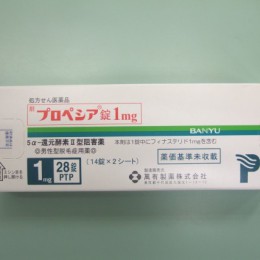 処方せん医薬品
プロペシア錠1mg
BANYU
5α-還元酵素Ⅱ型阻害薬
本剤は1錠中にフィナステリド1mgを含む
◎男性型脱毛症用薬◎
(14錠×2シート)
薬価基準未収載
1mg
28錠
PTP
萬有製薬株式会社
P